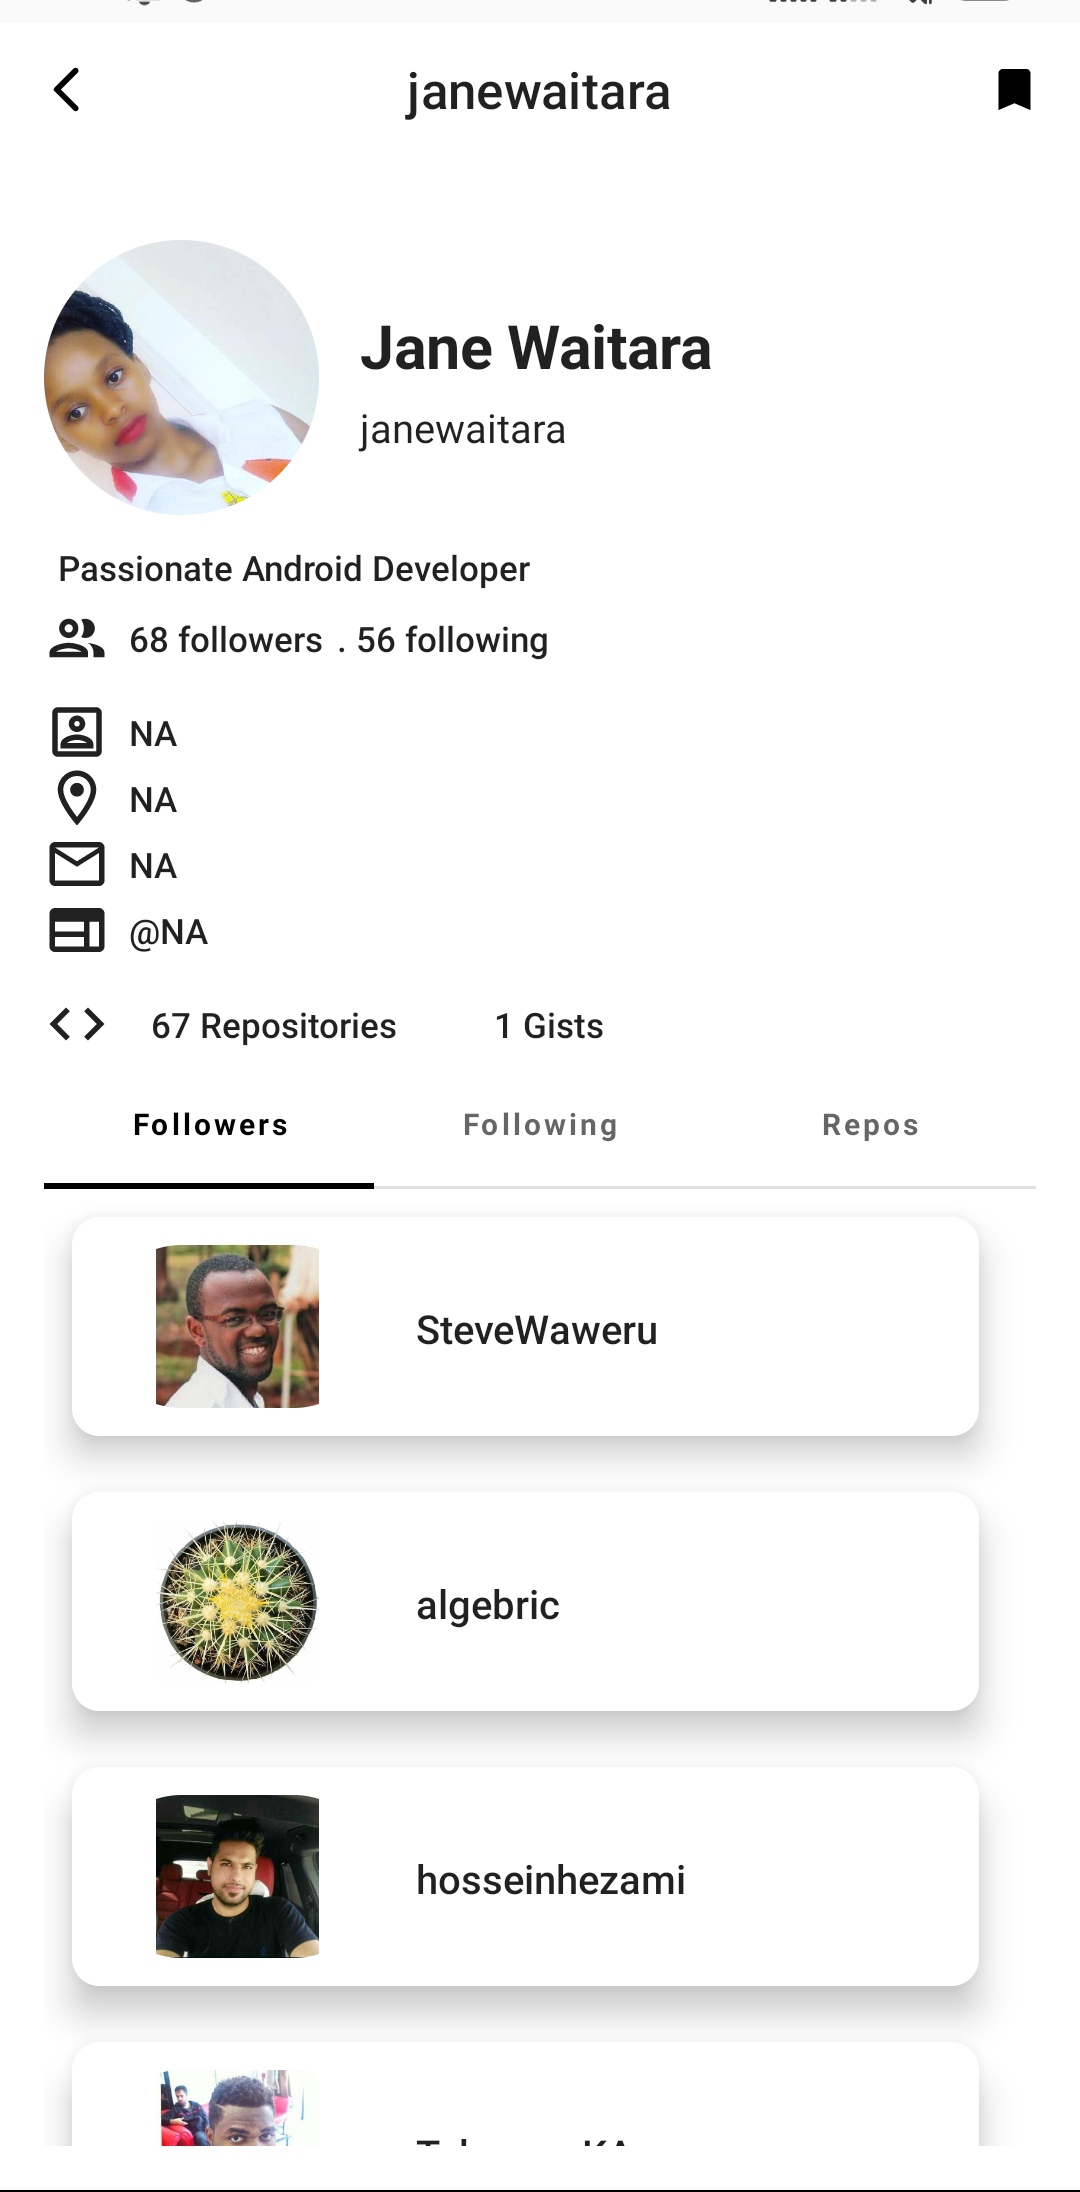 janewaitara
Jane Waitara
janewaitara
Passionate Android Developer
68 followers . 56 following
NA
NA
NA
@NA
67 Repositories 1 Gists
Followers Following Repos
SteveWaweru
algebric
hosseinhezami